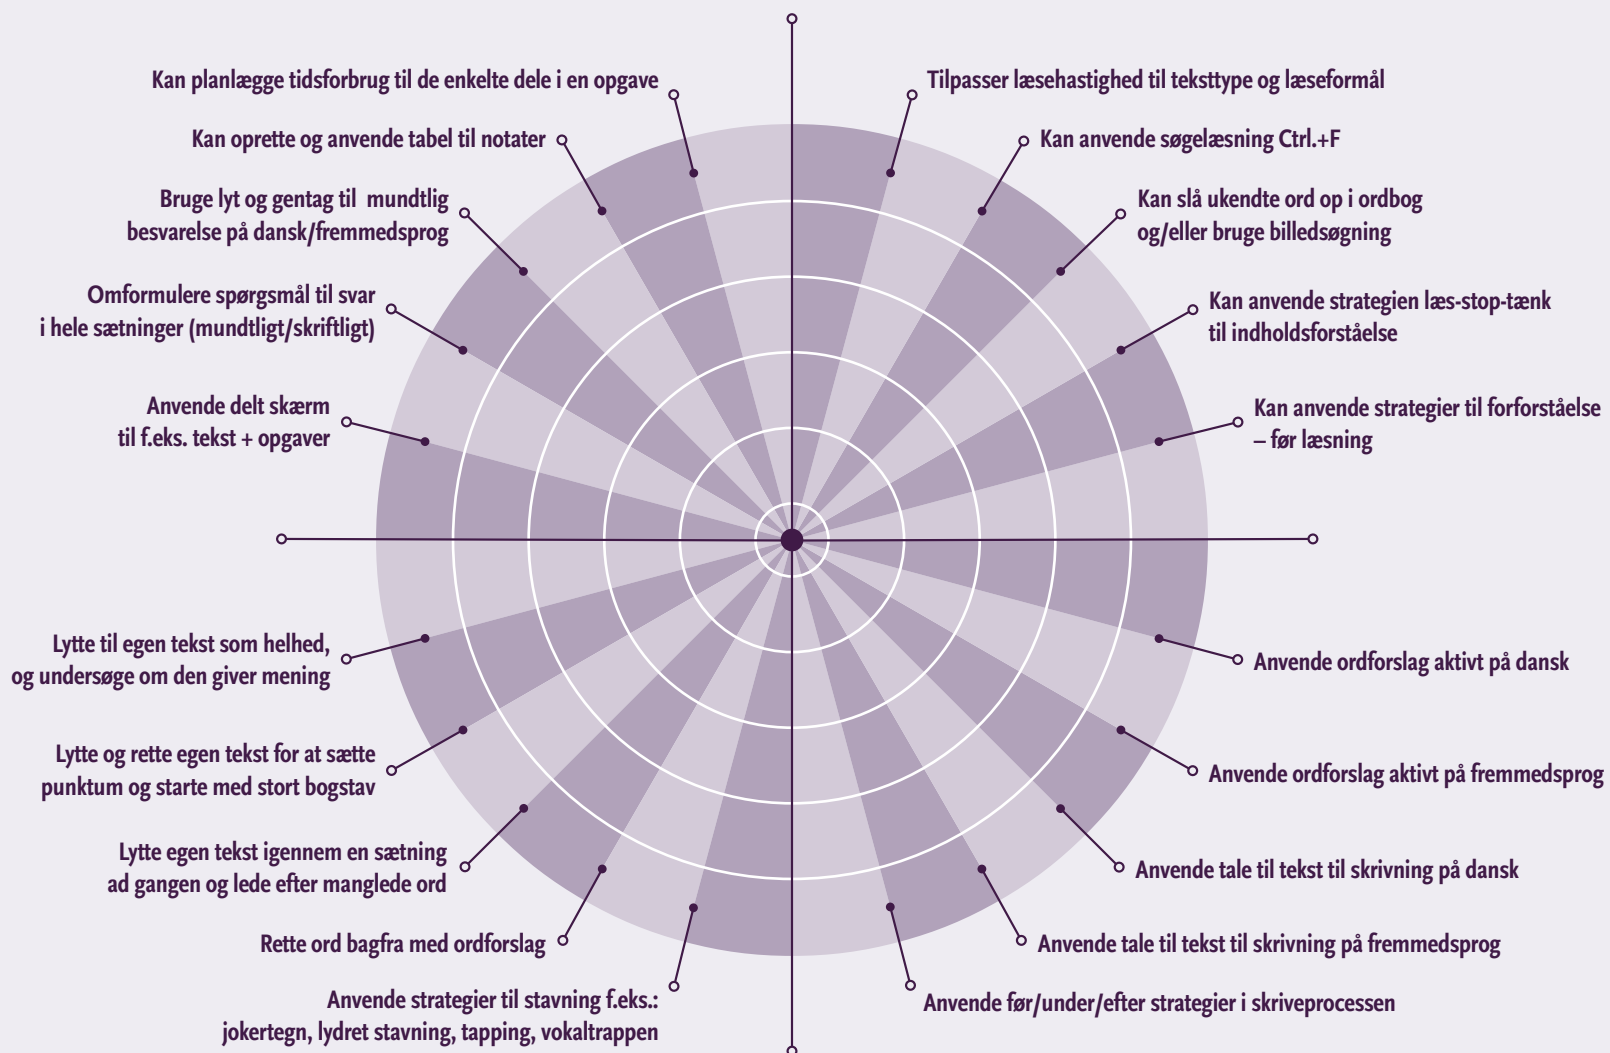 Kan planlægge tidsforbrug til de enkelte dele i en opgave
Kan oprette og anvende tabel til notater
Bruge lyt og gentag til  mundtlig
besvarelse på dansk/fremmedsprog
Omformulere spørgsmål til svar
i hele sætninger (mundtligt/skriftligt)
Anvende delt skærm
til f.eks. tekst + opgaver
Tilpasser læsehastighed til teksttype og læseformål
Kan anvende søgelæsning Ctrl.+F
Kan slå ukendte ord op i ordbog
og/eller bruge billedsøgning
Kan anvende strategien læs-stop-tænk
til indholdsforståelse
Kan anvende strategier til forforståelse
– før læsning
Lytte til egen tekst som helhed,
og undersøge om den giver mening
Lytte og rette egen tekst for at sætte
punktum og starte med stort bogstav
Lytte egen tekst igennem en sætning
ad gangen og lede efter manglede ord
Rette ord bagfra med ordforslag
Anvende strategier til stavning f.eks.:
jokertegn, lydret stavning, tapping, vokaltrappen
Anvende ordforslag aktivt på dansk
Anvende ordforslag aktivt på fremmedsprog
Anvende tale til tekst til skrivning på dansk
Anvende tale til tekst til skrivning på fremmedsprog
Anvende før/under/efter strategier i skriveprocessen